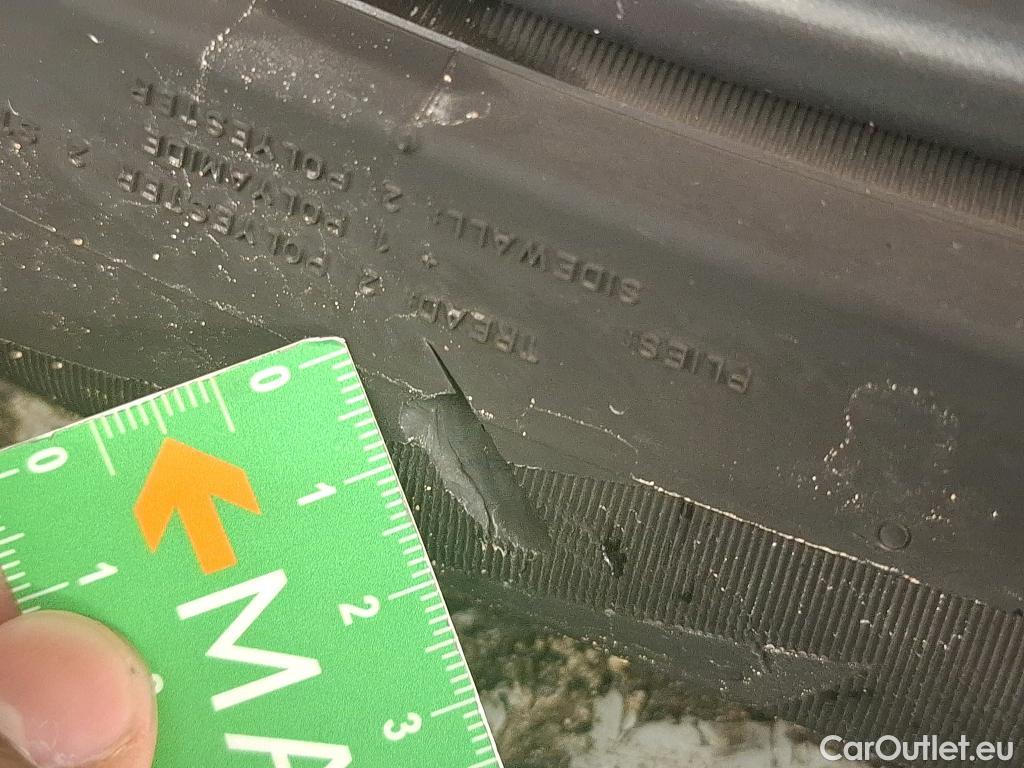 PLIES: SIDEWALL: 2 POLYESTER
TREAD: 2 POLYESTER
+ 1 POLYAMIDE
2 POLYESTER
0
1
2
3
0
1
MA
CarOutlet.eu